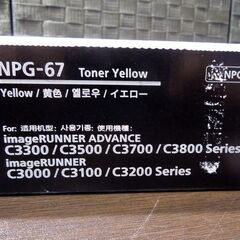 NPG-67 Toner Yellow
NPG
Yellow / 黄色 / 옐로우 / イエロー
For / 适用机型: / 사용기종: / 使用機種:
imageRUNNER ADVANCE
C3300 / C3500 / C3700 / C3800 Series
imageRUNNER
C3000 / C3100 / C3200 Series